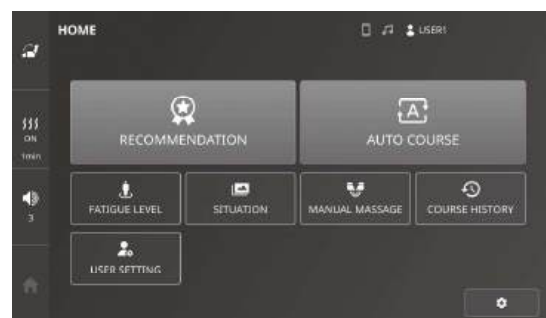 HOME
USER1
ON
1min
3
RECOMMENDATION
A
AUTO COURSE
FATIGUE LEVEL
SITUATION
MANUAL MASSAGE
COURSE HISTORY
USER SETTING